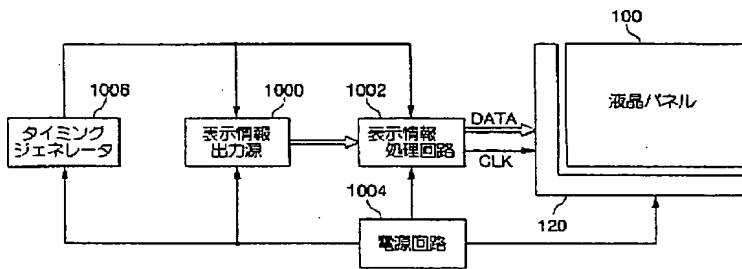 100
1006
1000
1002
タイミング
ジェネレータ
表示情報
出力源
表示情報
処理回路
DATA
CLK
液晶パネル
1004
電源回路
120